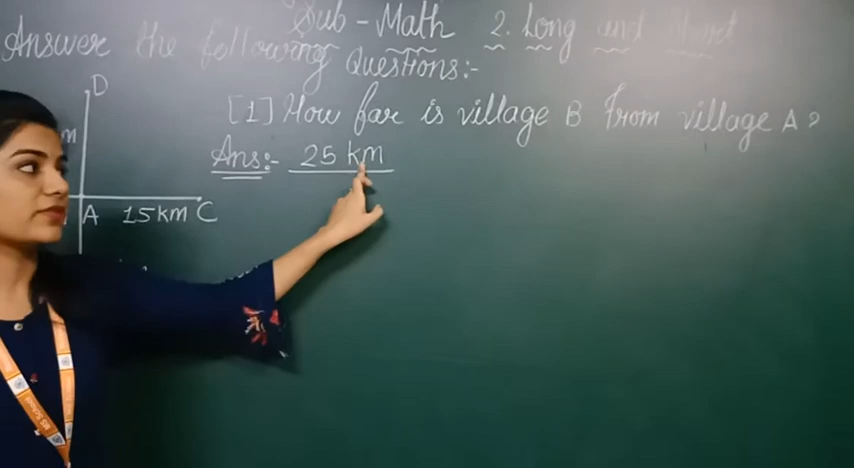 Sub - Math 2. Long and Short
Answer the following Questions:-
D
[1] How far is village B from village A ?
m
Ans:- 25 km
A 15km C